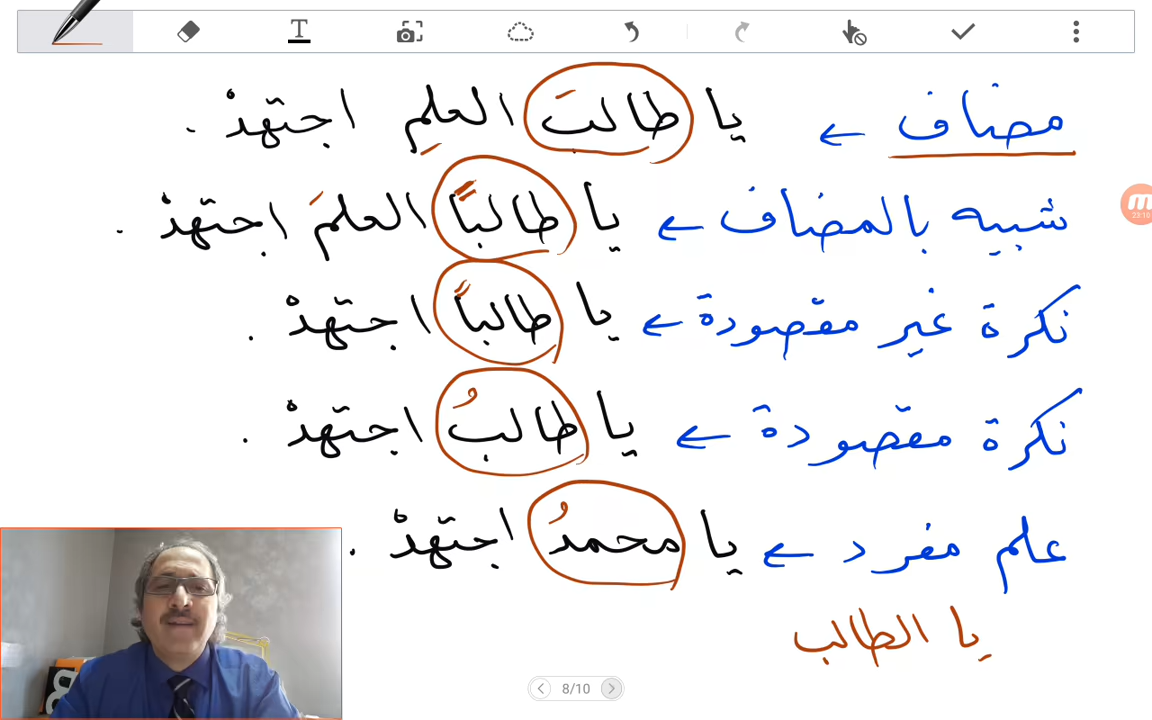 مضاف ← يا طالبَ العلمِ اجتهدْ .
شبيه بالمضاف ← يا طالباً العلمَ اجتهدْ .
نكرة غير مقصودة ← يا طالباً اجتهدْ .
نكرة مقصودة ← يا طالبُ اجتهدْ .
علم مفرد ← يا محمدُ اجتهدْ .
يا الطالب
8/10